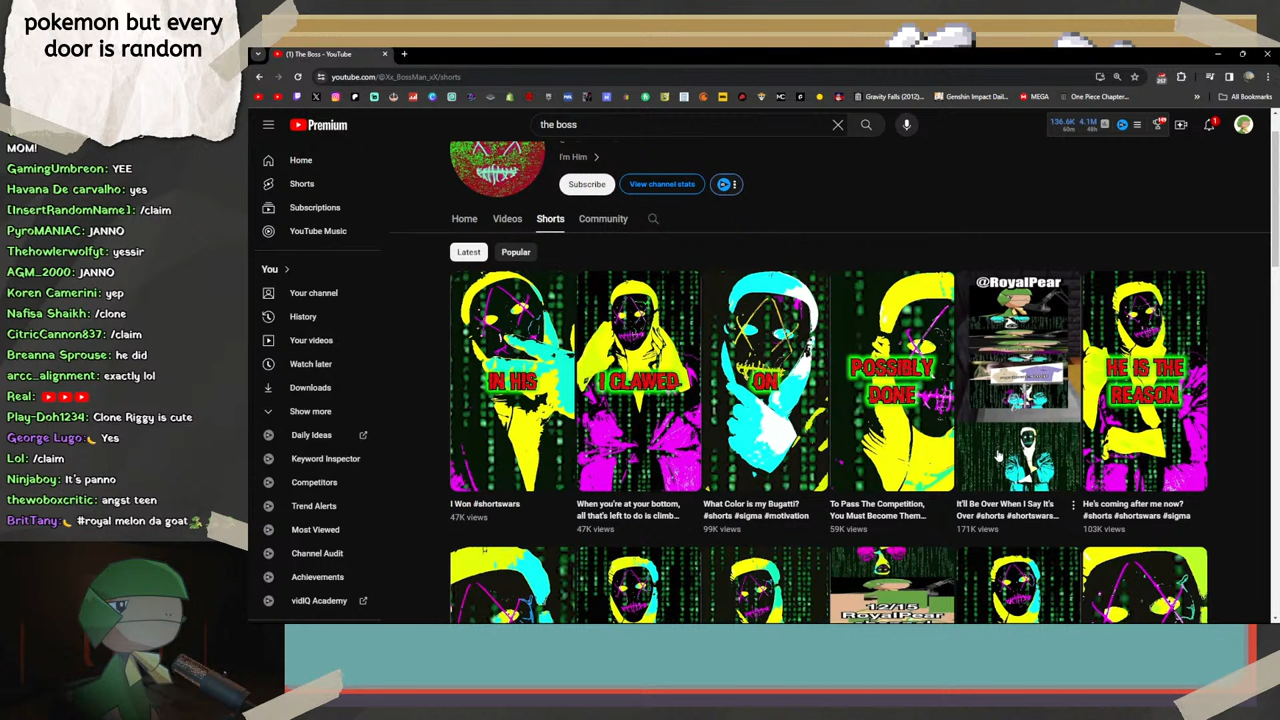 pokemon but every
door is random
MOM!
GamingUmbreon: YEE
Havana De carvalho: yes
[InsertRandomName]: /claim
PyroMANIAC: JANNO
Thehowlerwolfyt: yessir
AGM_2000: JANNO
Koren Camerini: yep
Nafisa Shaikh: /clone
CitricCannon837: /claim
Breanna Sprouse: he did
arcc_alignment: exactly lol
Real:
Play-Doh1234: Clone Riggy is cute
George Lugo: Yes
Lol: /claim
Ninjaboy: It's panno
thewoboxcritic: angst teen
BritTany: #royal melon da goat
(1) The Boss - YouTube
youtube.com/@Xx_BossMan_xX/shorts
Gravity Falls (2012)...
Genshin Impact Dail...
MEGA
One Piece Chapter...
All Bookmarks
Premium
the boss
136.6K 4.1M
60m 48h
Home
Shorts
Subscriptions
YouTube Music
You
Your channel
History
Your videos
Watch later
Downloads
Show more
Daily Ideas
Keyword Inspector
Competitors
Trend Alerts
Most Viewed
Channel Audit
Achievements
vidIQ Academy
I'm Him
Subscribe
View channel stats
Home Videos Shorts Community
Latest Popular
IN HIS
I CLAWED
ON
POSSIBLY
DONE
@RoyalPear
HE IS THE
REASON
I Won #shortswars
47K views
When you're at your bottom,
all that's left to do is climb...
47K views
What Color is my Bugatti?
#shorts #sigma #motivation
99K views
To Pass The Competition,
You Must Become Them...
59K views
It'll Be Over When I Say It's
Over #shorts #shortswars...
171K views
He's coming after me now?
#shorts #shortswars #sigma
103K views
12/15
RoyalPear